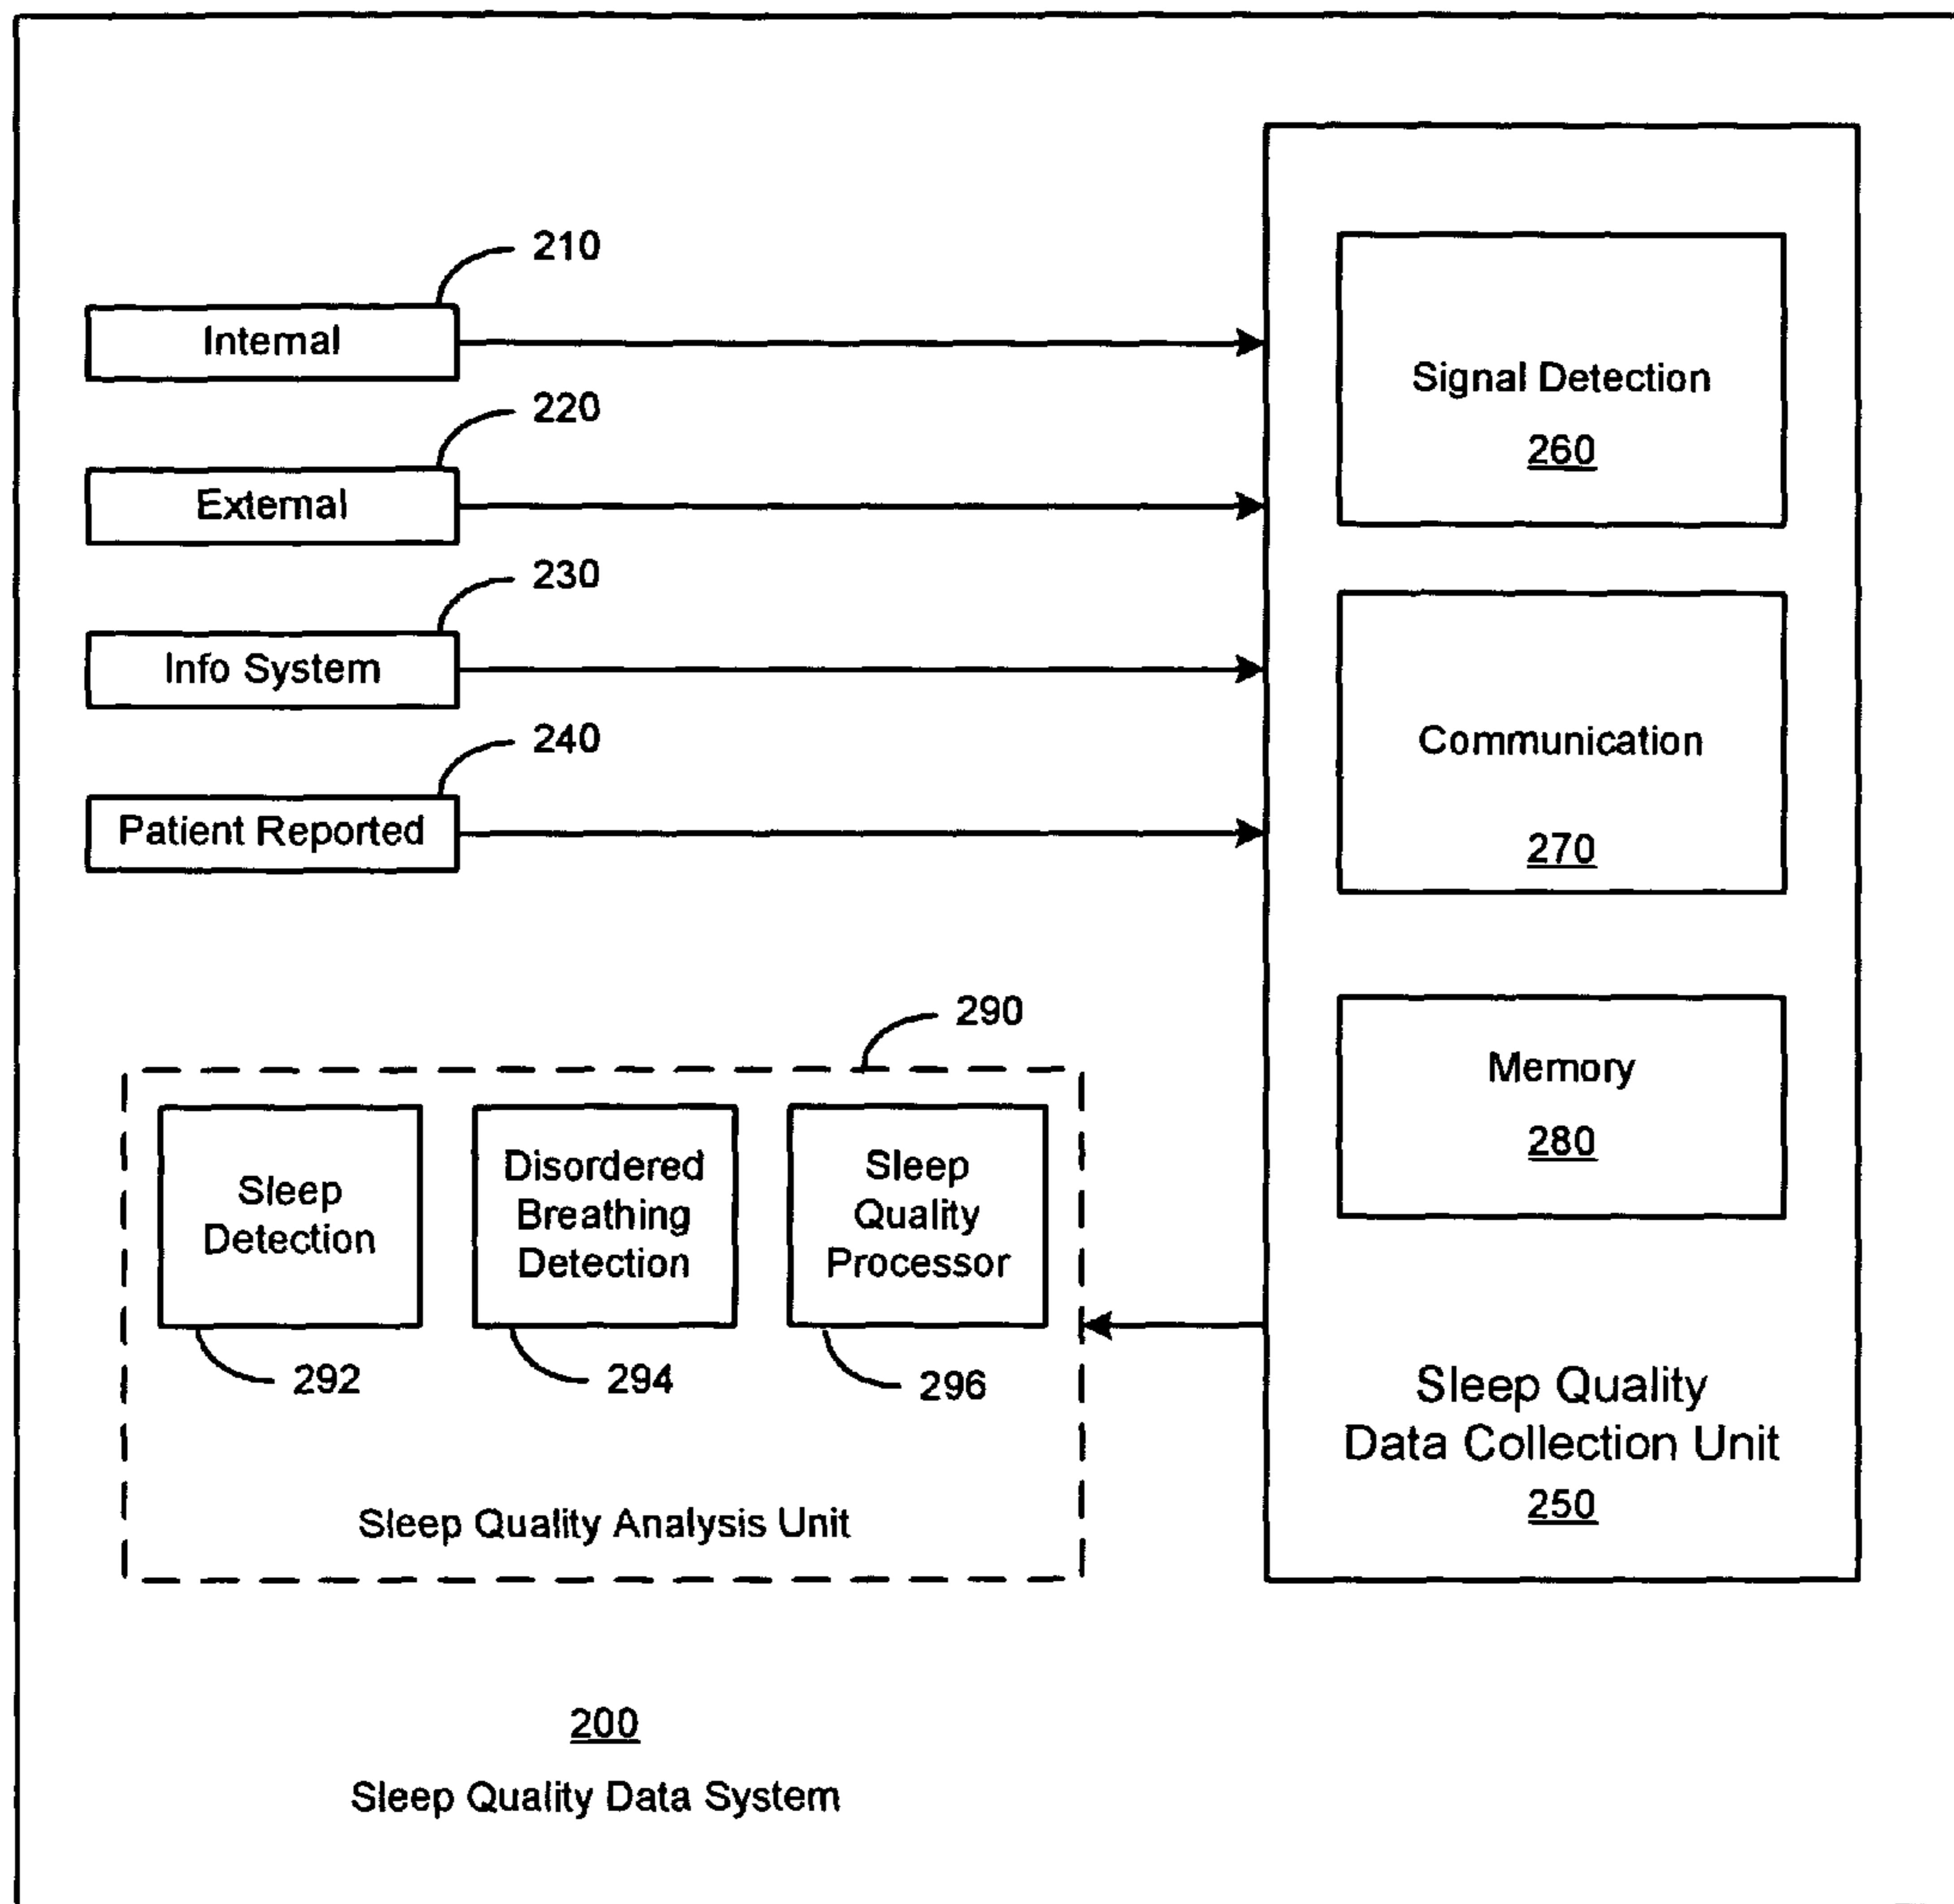 210
Internal
220
External
230
Info System
240
Patient Reported
Signal Detection
260
Communication
270
Memory
280
Sleep Quality
Data Collection Unit
250
290
Sleep
Detection
292
Disordered
Breathing
Detection
294
Sleep
Quality
Processor
296
Sleep Quality Analysis Unit
200
Sleep Quality Data System